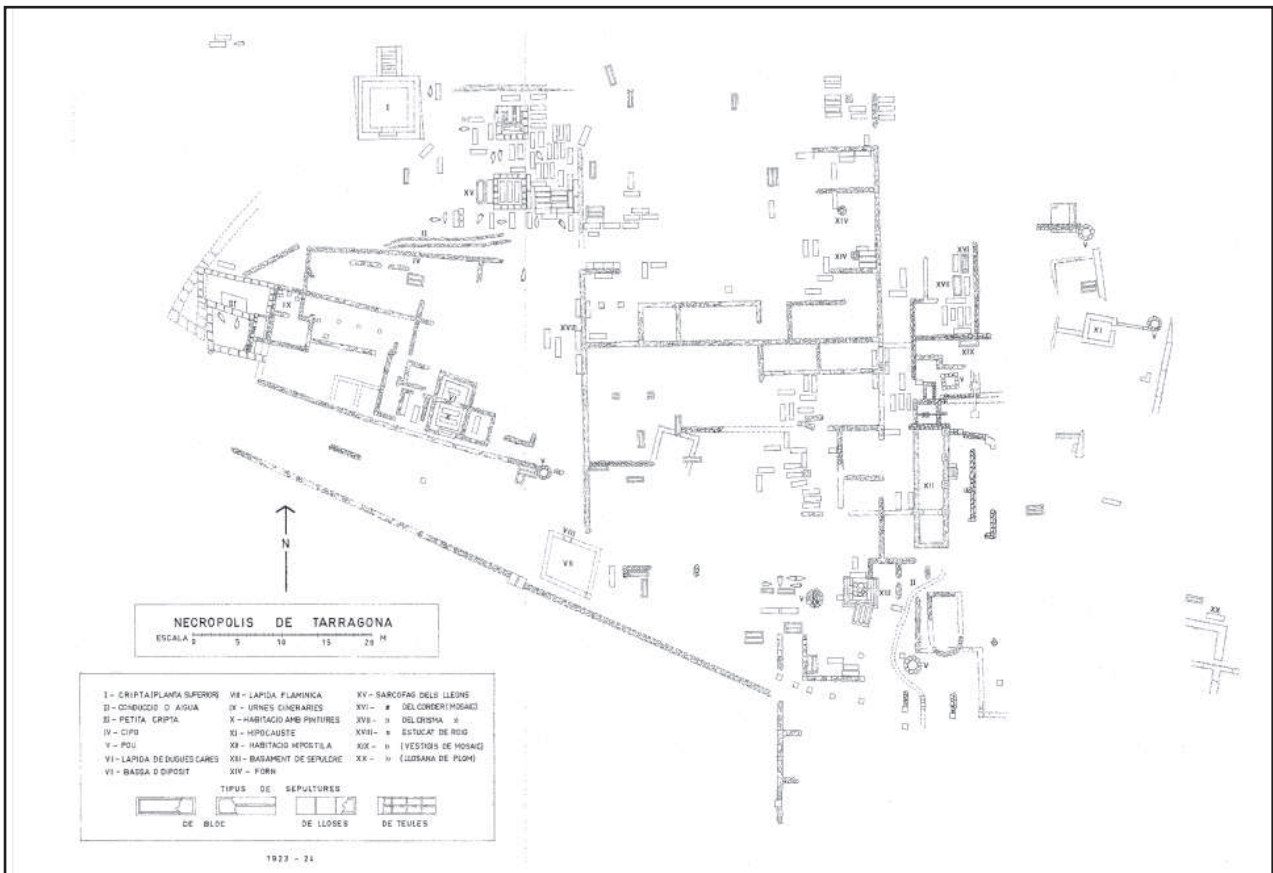 I
XV
II
IV
XIV
XIV
XVI
V
XVII
III
IX
XI
V
XVIII
XIX
V
VI
X
V
XII
N
VIII
VII
V
XIII
II
V
XX
NECROPOLIS DE TARRAGONA
ESCALA 0 5 10 15 20 M
I - CRIPTA (PLANTA SUPERIOR)
II - CONDUCCIO D AIGUA
III - PETITA CRIPTA
IV - CIPO
V - POU
VI - LAPIDA DE DUGUES CARES
VII - BASSA O DIPOSIT
VIII - LAPIDA FLAMINICA
IX - URNES CINERARIES
X - HABITACIO AMB PINTURES
XI - HIPOCAUSTE
XII - HABITACIO HIPOSTILA
XIII - BASAMENT DE SEPULCRE
XIV - FORN
XV - SARCOFAG DELS LLEONS
XVI - " DEL CORDER (MOSAIC)
XVII - " DEL CRISMA "
XVIII - " ESTUCAT DE ROIG
XIX - " (VESTIGIS DE MOSAIC)
XX - " (LLOSANA DE PLOM)
TIPUS DE SEPULTURES
DE BLOC DE LLOSES DE TEULES
1923 - 24